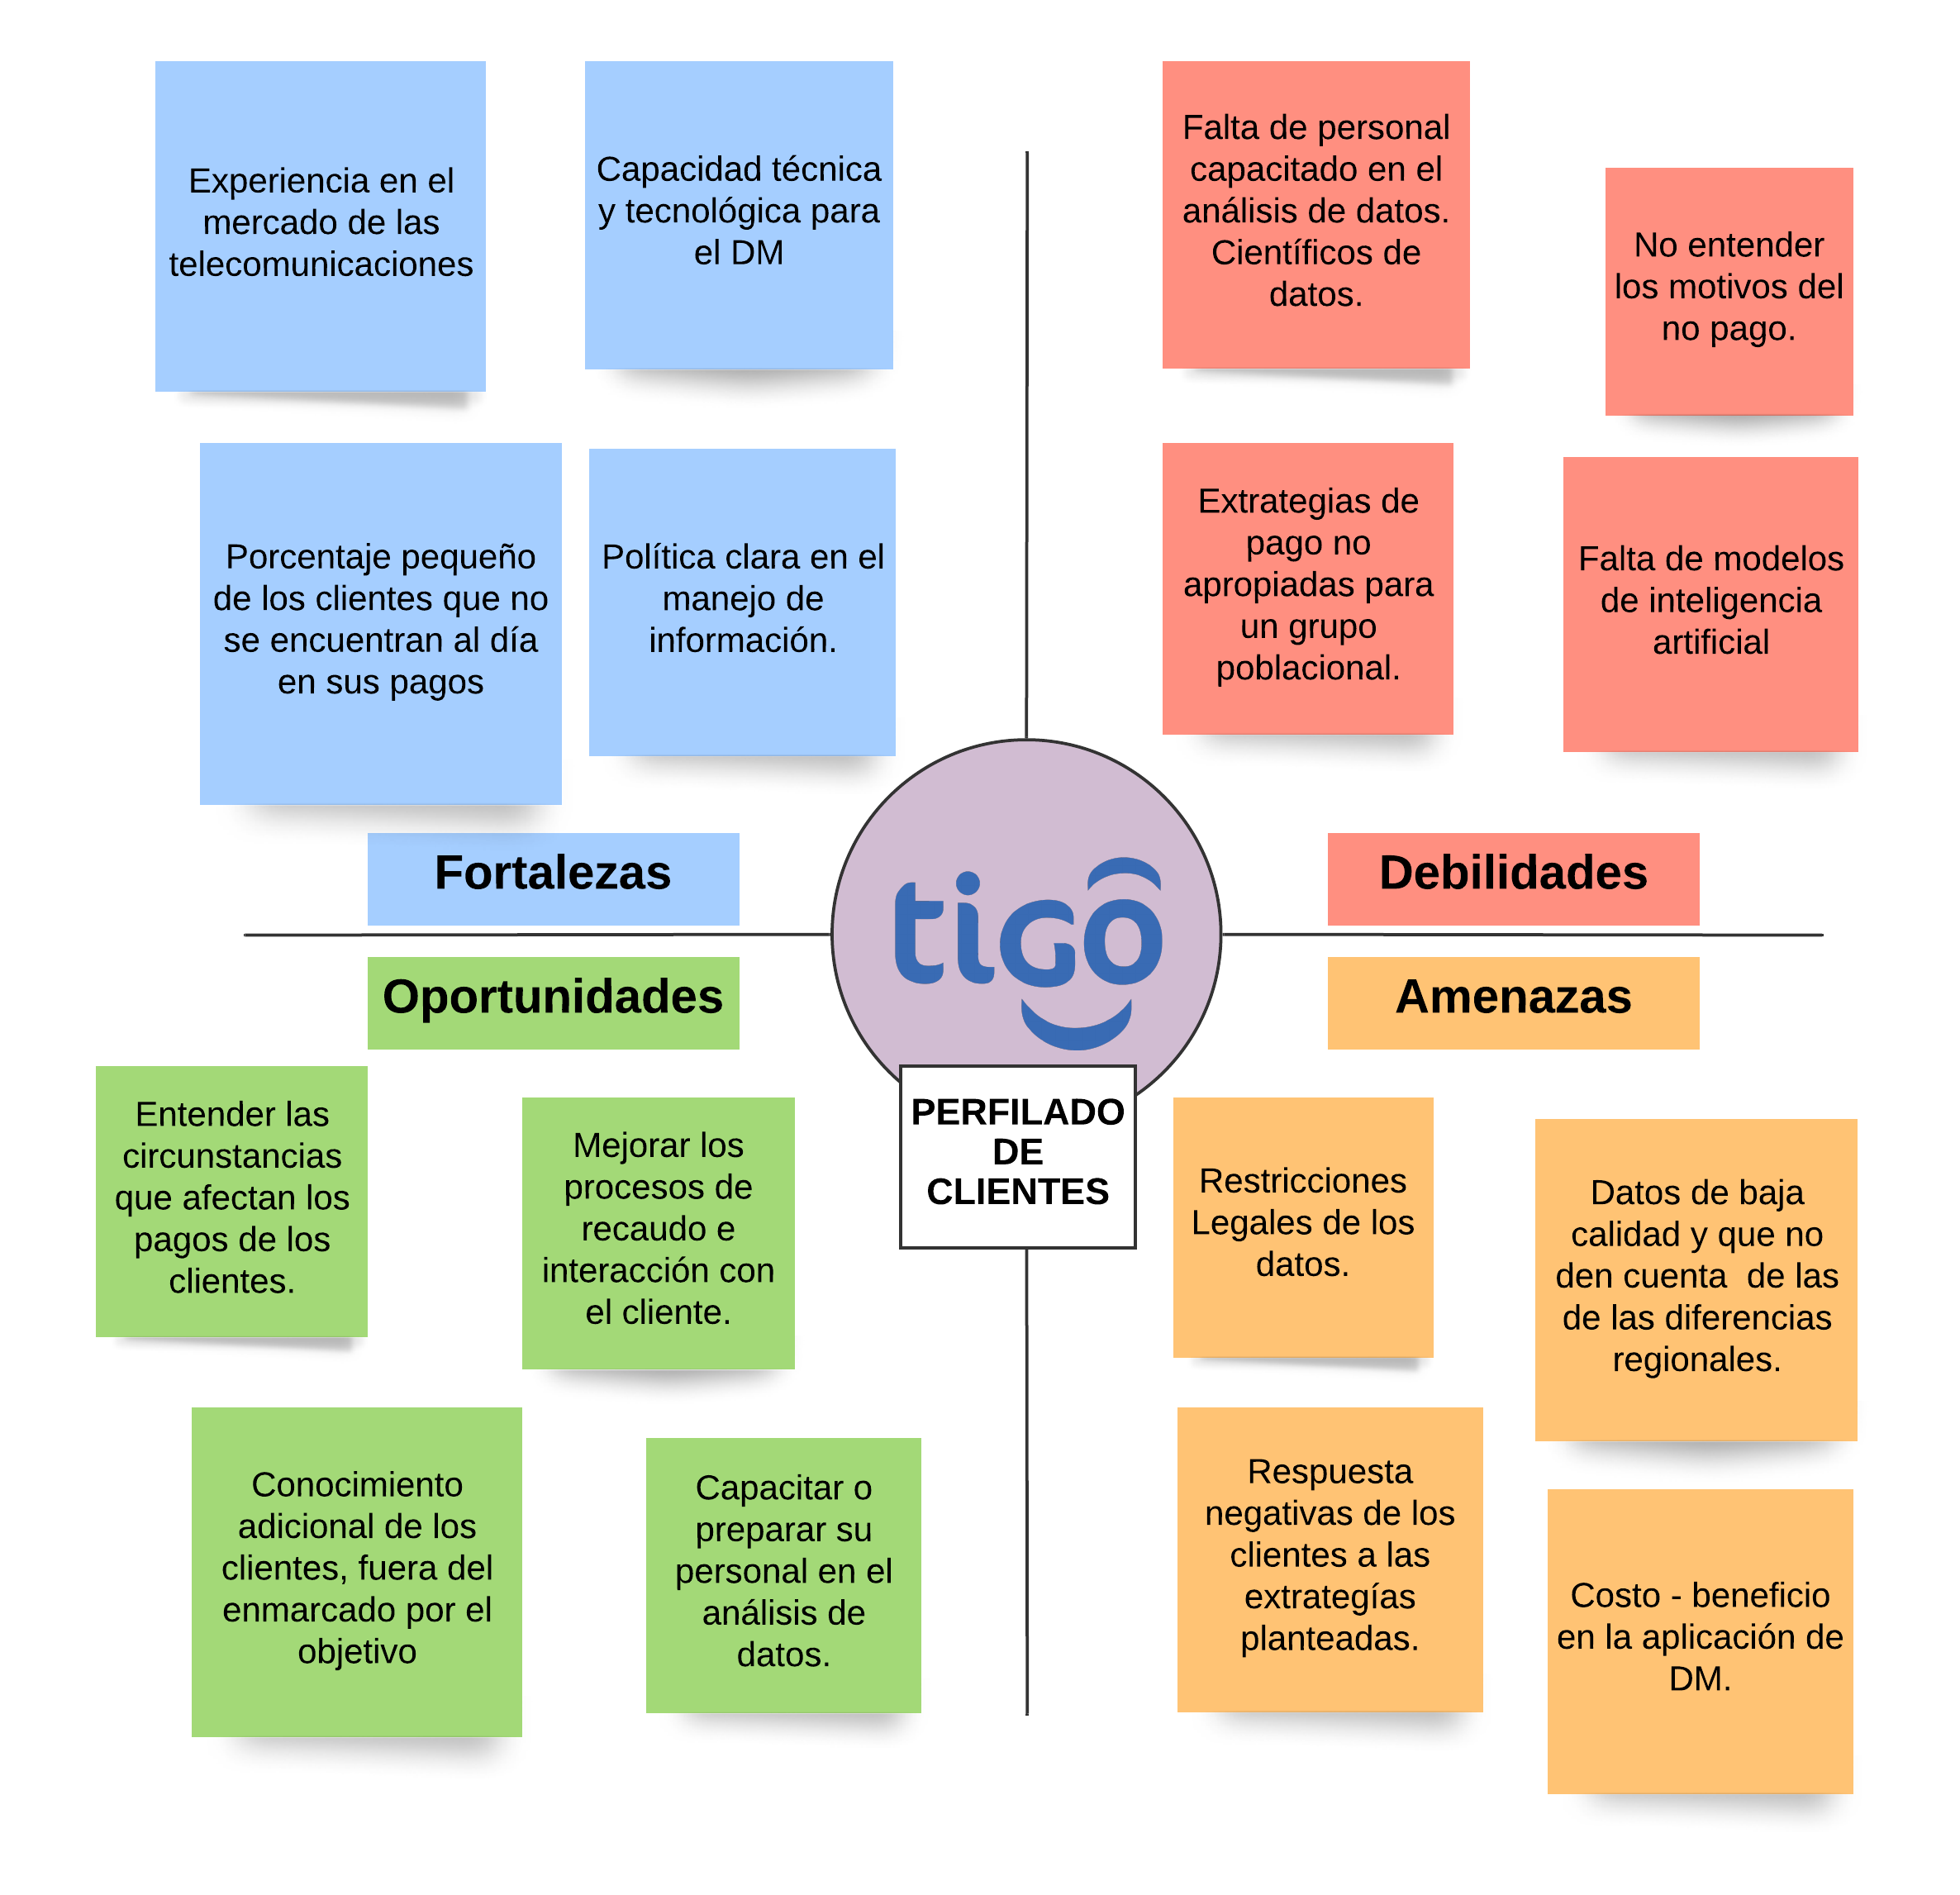 Experiencia en el
mercado de las
telecomunicaciones
Capacidad técnica
y tecnológica para
el DM
Porcentaje pequeño
de los clientes que no
se encuentran al día
en sus pagos
Política clara en el
manejo de
información.
Fortalezas
Falta de personal
capacitado en el
análisis de datos.
Científicos de
datos.
No entender
los motivos del
no pago.
Extrategias de
pago no
apropiadas para
un grupo
poblacional.
Falta de modelos
de inteligencia
artificial
Debilidades
tigô
PERFILADO
DE
CLIENTES
Oportunidades
Entender las
circunstancias
que afectan los
pagos de los
clientes.
Mejorar los
procesos de
recaudo e
interacción con
el cliente.
Conocimiento
adicional de los
clientes, fuera del
enmarcado por el
objetivo
Capacitar o
preparar su
personal en el
análisis de
datos.
Amenazas
Restricciones
Legales de los
datos.
Datos de baja
calidad y que no
den cuenta  de las
de las diferencias
regionales.
Respuesta
negativas de los
clientes a las
extrategías
planteadas.
Costo - beneficio
en la aplicación de
DM.